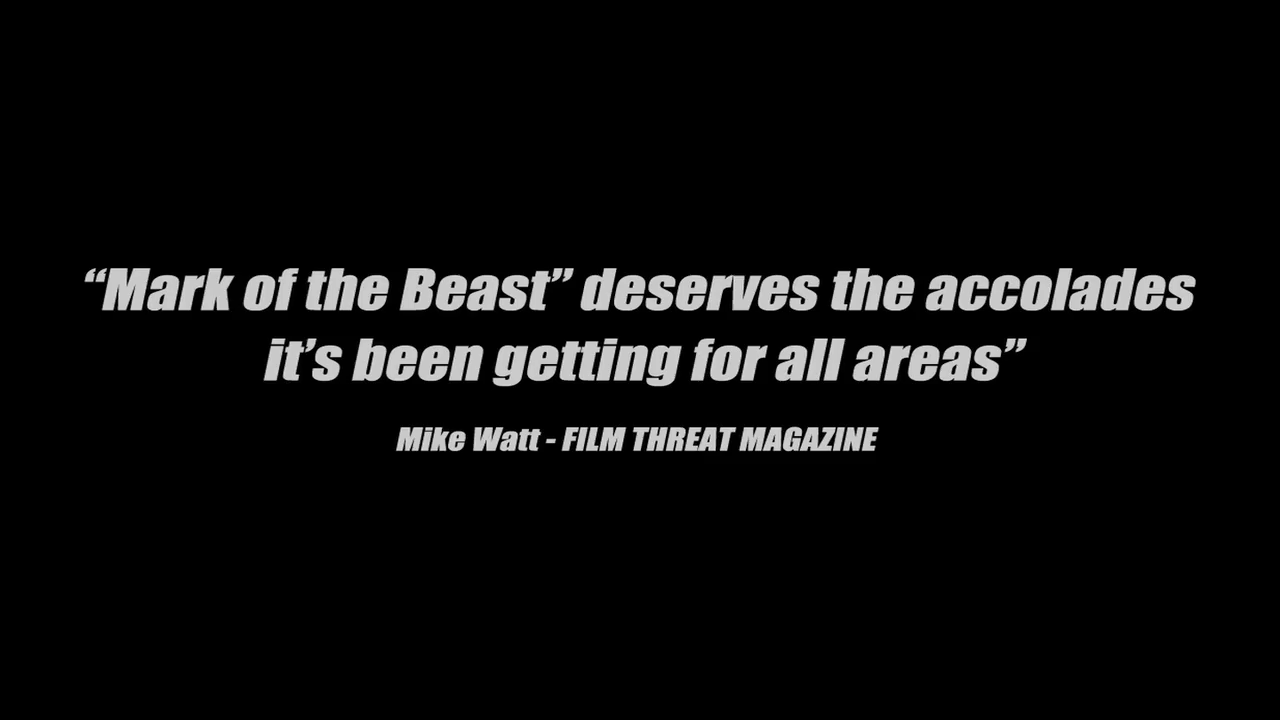 “Mark of the Beast” deserves the accolades
it’s been getting for all areas”
Mike Watt - FILM THREAT MAGAZINE